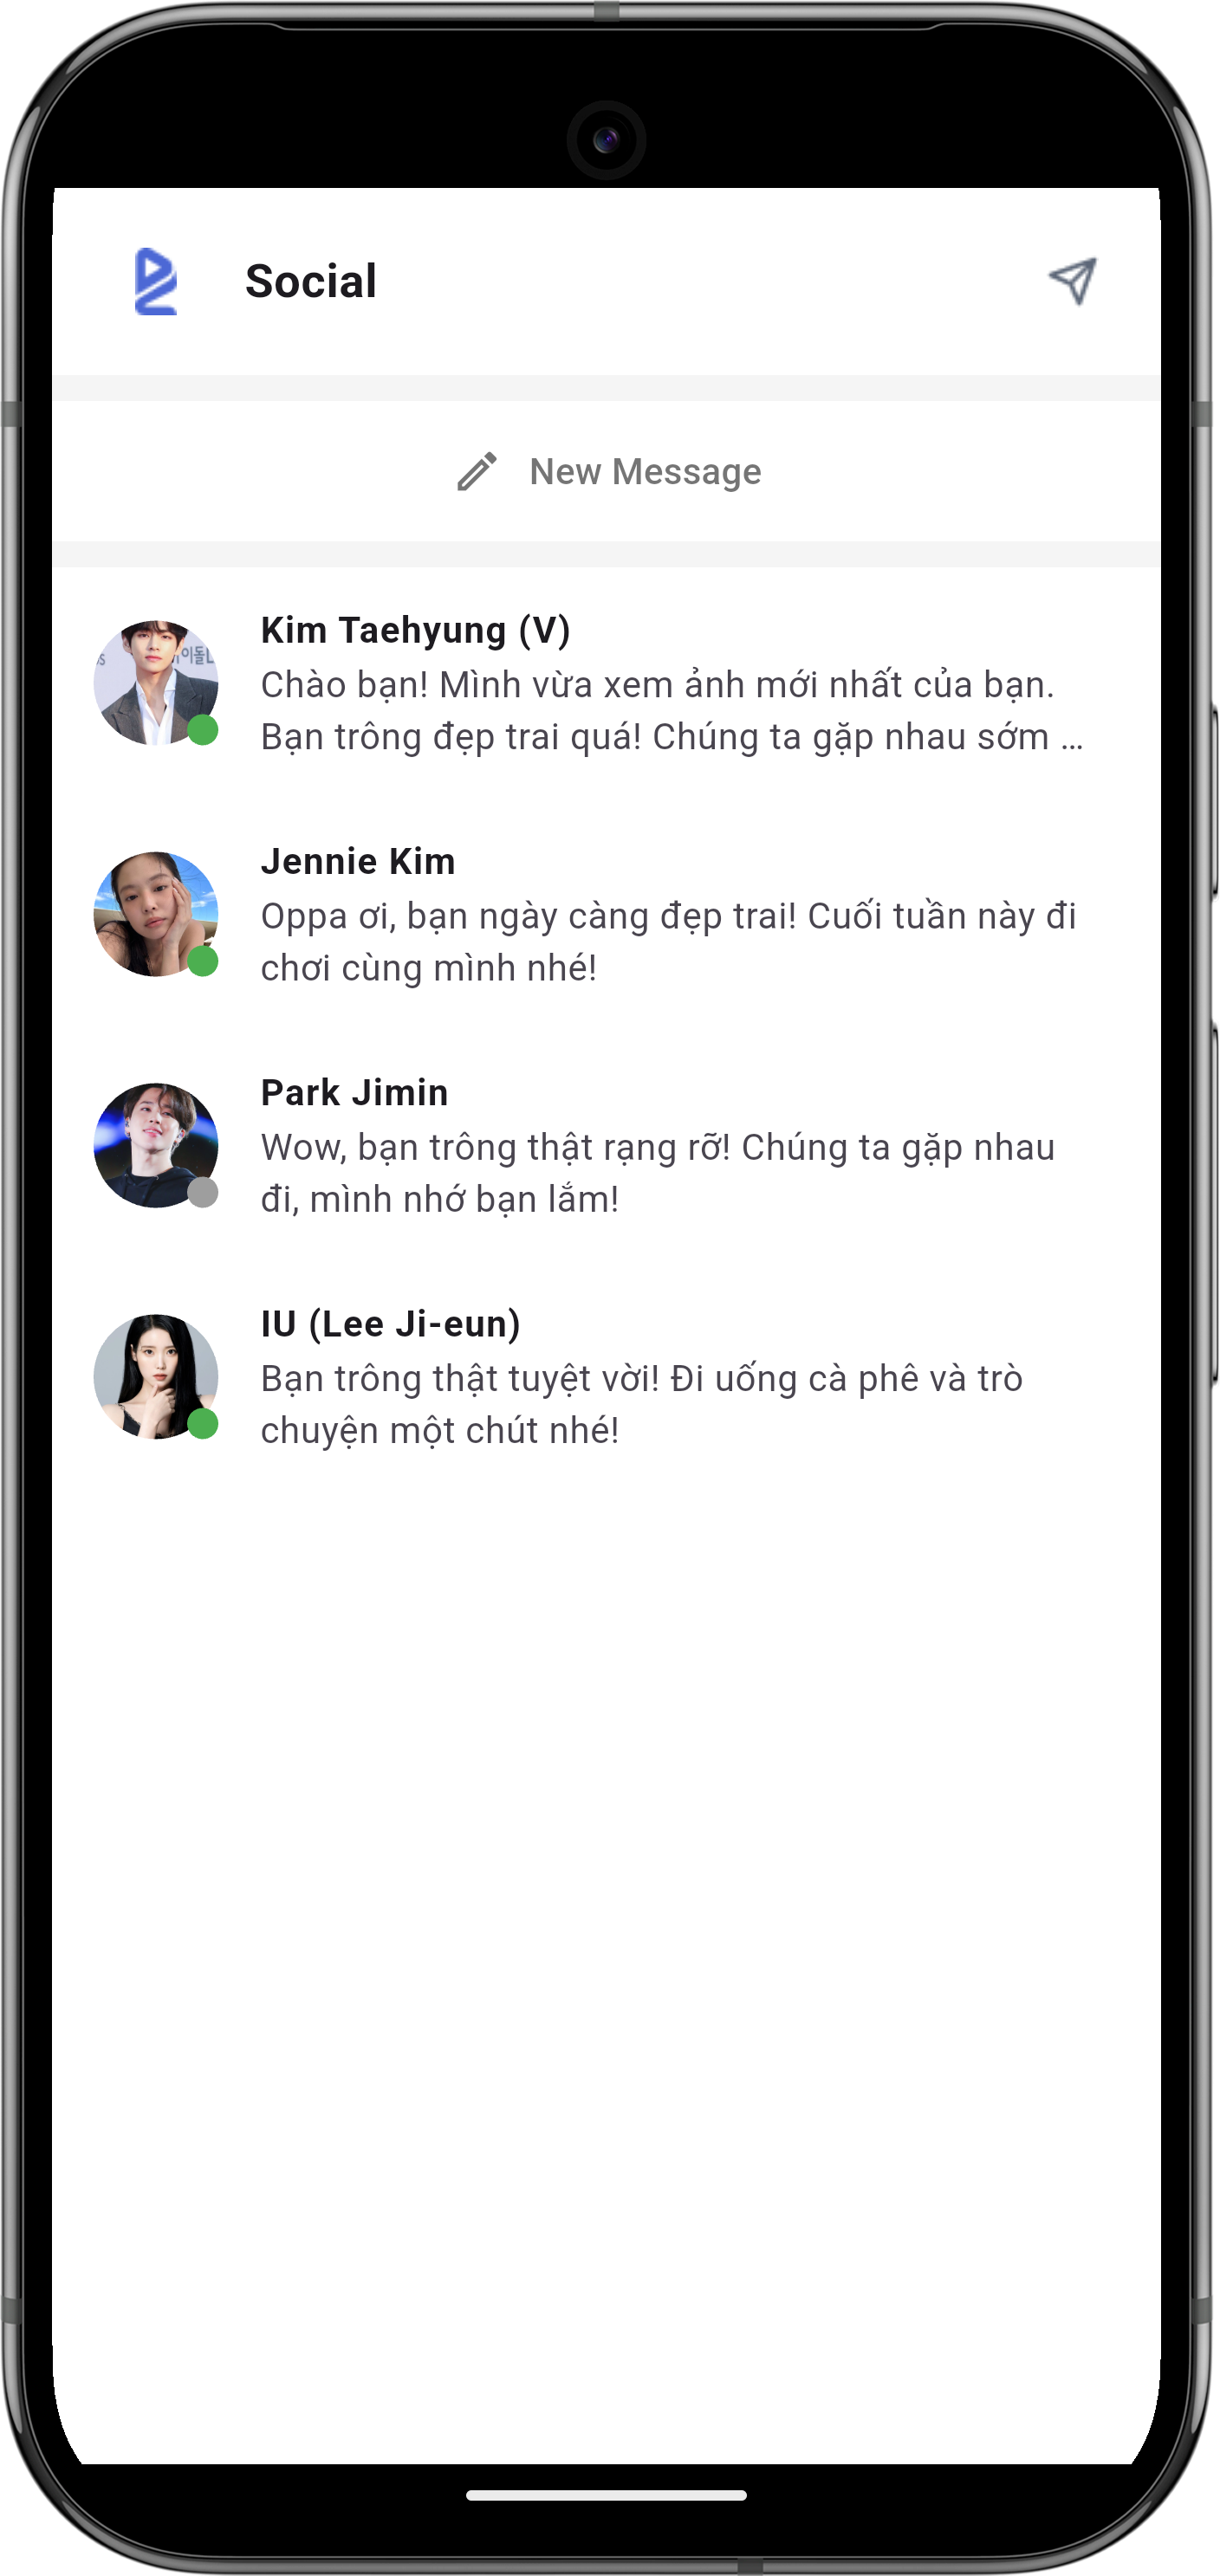 Social
New Message
이돌L
Kim Taehyung (V)
Chào bạn! Mình vừa xem ảnh mới nhất của bạn.
Bạn trông đẹp trai quá! Chúng ta gặp nhau sớm ...
Jennie Kim
Oppa ơi, bạn ngày càng đẹp trai! Cuối tuần này đi
chơi cùng mình nhé!
Park Jimin
Wow, bạn trông thật rạng rỡ! Chúng ta gặp nhau
đi, mình nhớ bạn lắm!
IU (Lee Ji-eun)
Bạn trông thật tuyệt vời! Đi uống cà phê và trò
chuyện một chút nhé!